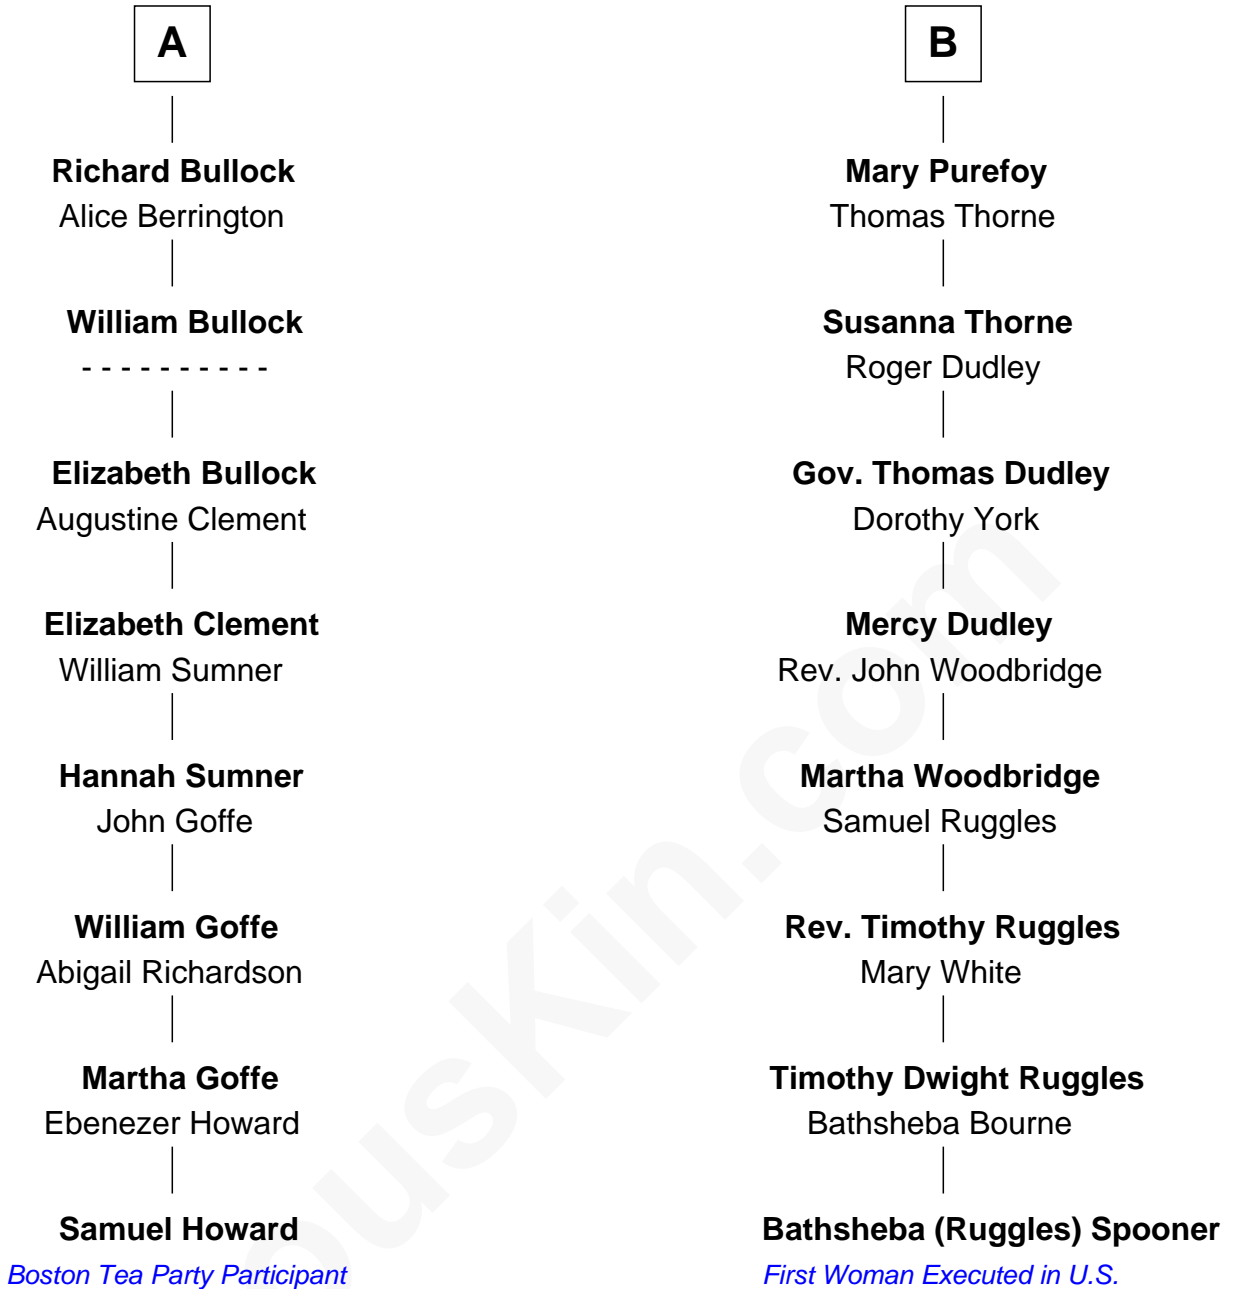 A
Richard Bullock
Alice Berrington
William Bullock
- - - - - - - - - -
Elizabeth Bullock
Augustine Clement
Elizabeth Clement
William Sumner
Hannah Sumner
John Goffe
William Goffe
Abigail Richardson
Martha Goffe
Ebenezer Howard
Samuel Howard
Boston Tea Party Participant
B
Mary Purefoy
Thomas Thorne
Susanna Thorne
Roger Dudley
Gov. Thomas Dudley
Dorothy York
Mercy Dudley
Rev. John Woodbridge
Martha Woodbridge
Samuel Ruggles
Rev. Timothy Ruggles
Mary White
Timothy Dwight Ruggles
Bathsheba Bourne
Bathsheba (Ruggles) Spooner
First Woman Executed in U.S.
ousKin.com